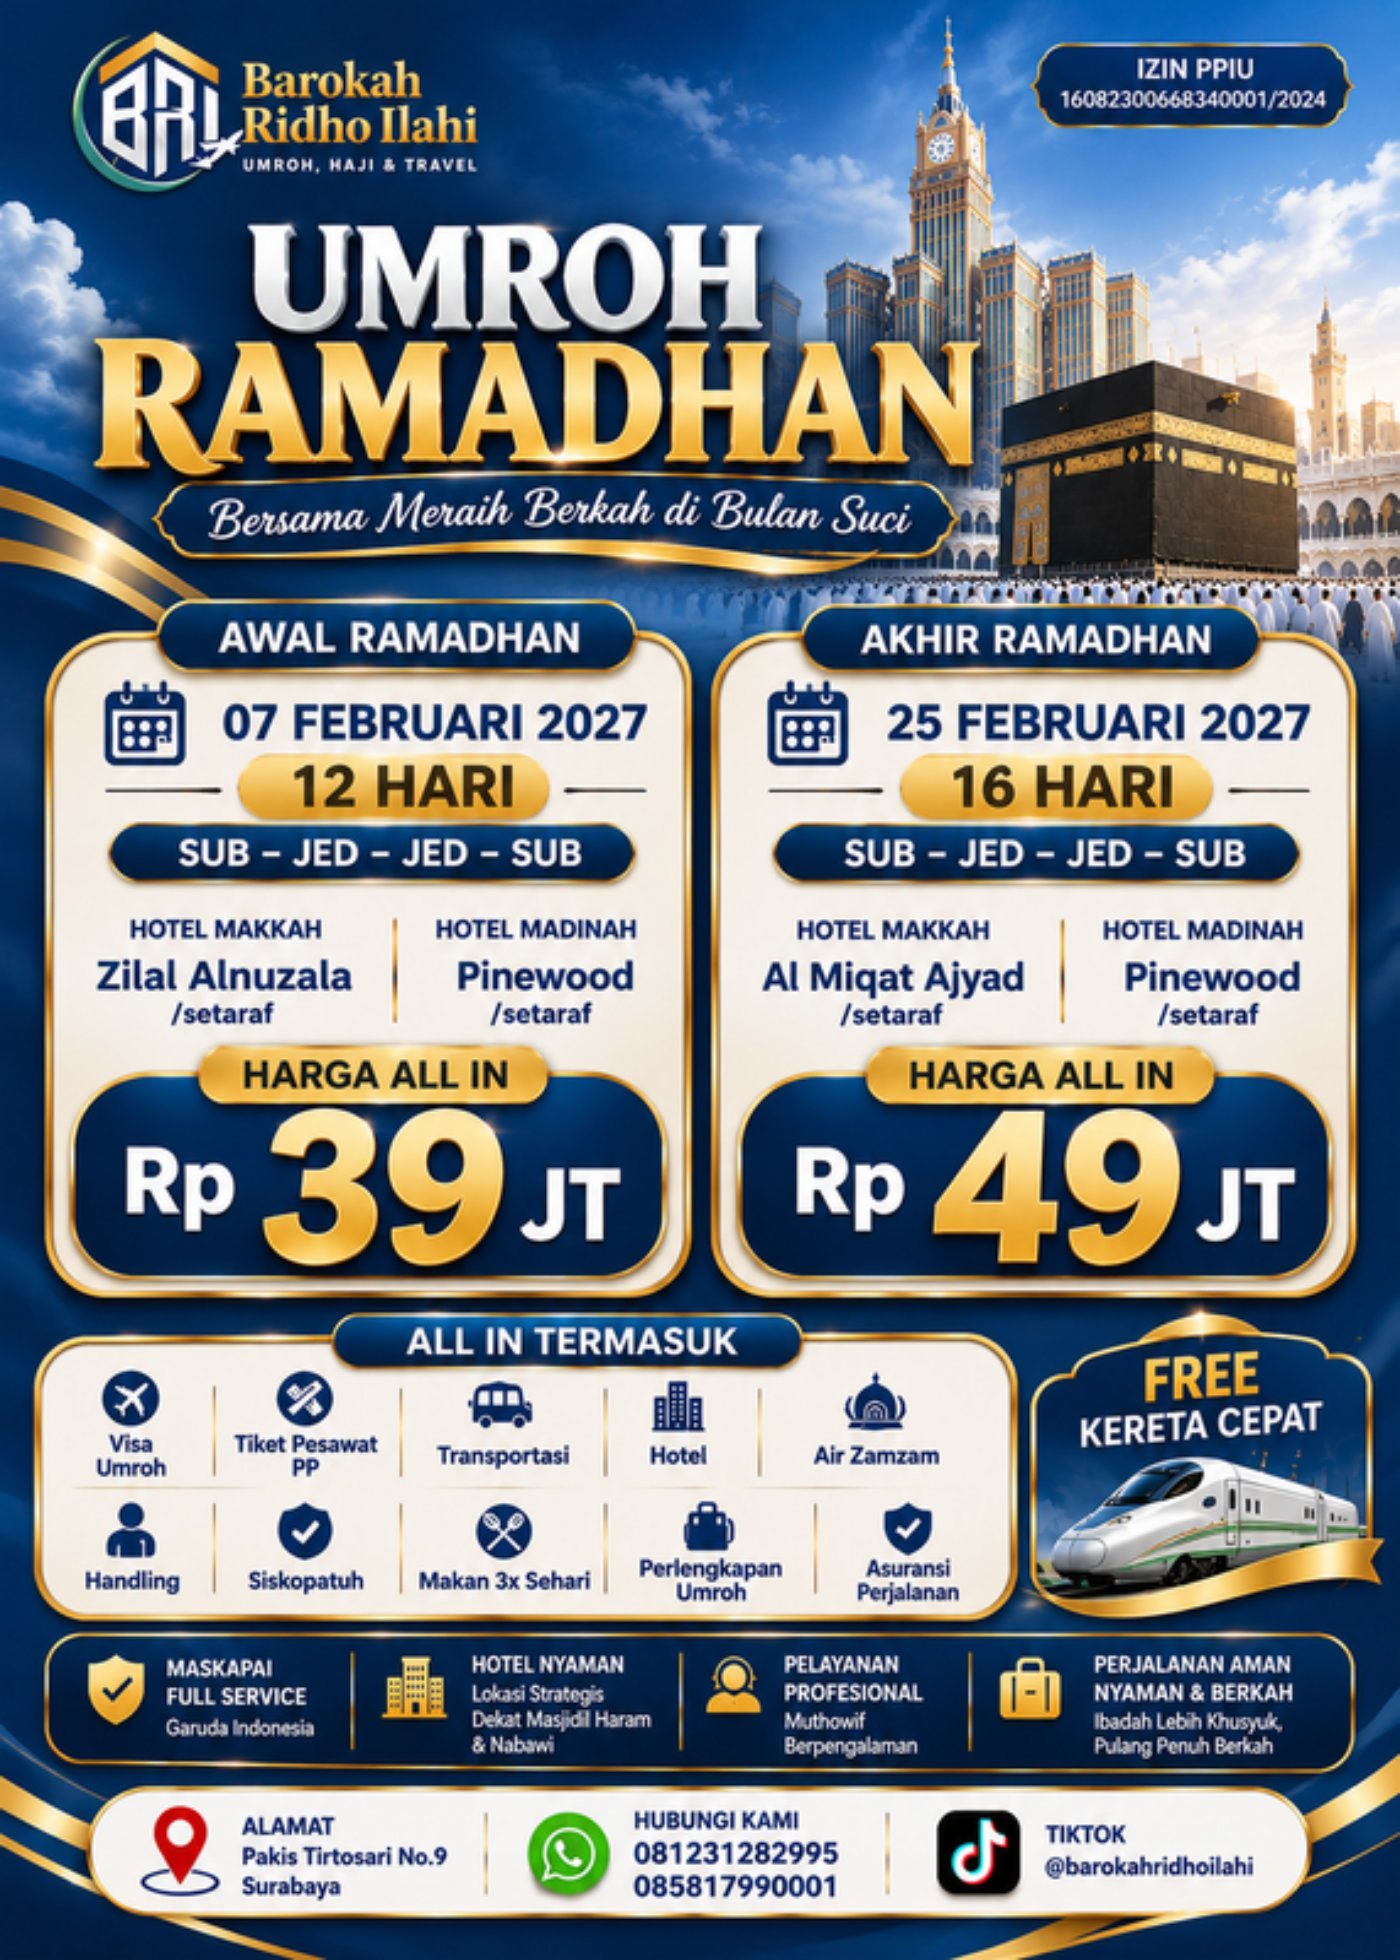 BRI
Barokah
Ridho Ilahi
UMROH, HAJI & TRAVEL
IZIN PPIU
16082300668340001/2024
UMROH
RAMADHAN
Bersama Meraih Berkah di Bulan Suci
AWAL RAMADHAN
07 FEBRUARI 2027
12 HARI
SUB – JED – JED – SUB
HOTEL MAKKAH
Zilal Alnuzala
/setaraf
HOTEL MADINAH
Pinewood
/setaraf
HARGA ALL IN
Rp 39 JT
AKHIR RAMADHAN
25 FEBRUARI 2027
16 HARI
SUB – JED – JED – SUB
HOTEL MAKKAH
Al Miqat Ajyad
/setaraf
HOTEL MADINAH
Pinewood
/setaraf
HARGA ALL IN
Rp 49 JT
ALL IN TERMASUK
Visa
Umroh
Tiket Pesawat
PP
Transportasi
Hotel
Air Zamzam
Handling
Siskopatuh
Makan 3x Sehari
Perlengkapan
Umroh
Asuransi
Perjalanan
FREE
KERETA CEPAT
MASKAPAI
FULL SERVICE
Garuda Indonesia
HOTEL NYAMAN
Lokasi Strategis
Dekat Masjidil Haram
& Nabawi
PELAYANAN
PROFESIONAL
Muthowif
Berpengalaman
PERJALANAN AMAN
NYAMAN & BERKAH
Ibadah Lebih Khusyuk,
Pulang Penuh Berkah
ALAMAT
Pakis Tirtosari No.9
Surabaya
HUBUNGI KAMI
081231282995
085817990001
TIKTOK
@barokahridhoilahi